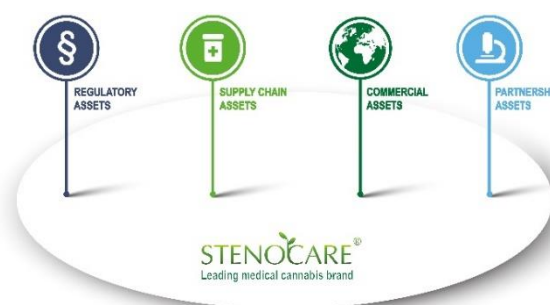 §
REGULATORY
ASSETS
SUPPLY CHAIN
ASSETS
COMMERCIAL
ASSETS
PARTNERSH
ASSETS
STENOCARE®
Leading medical cannabis brand